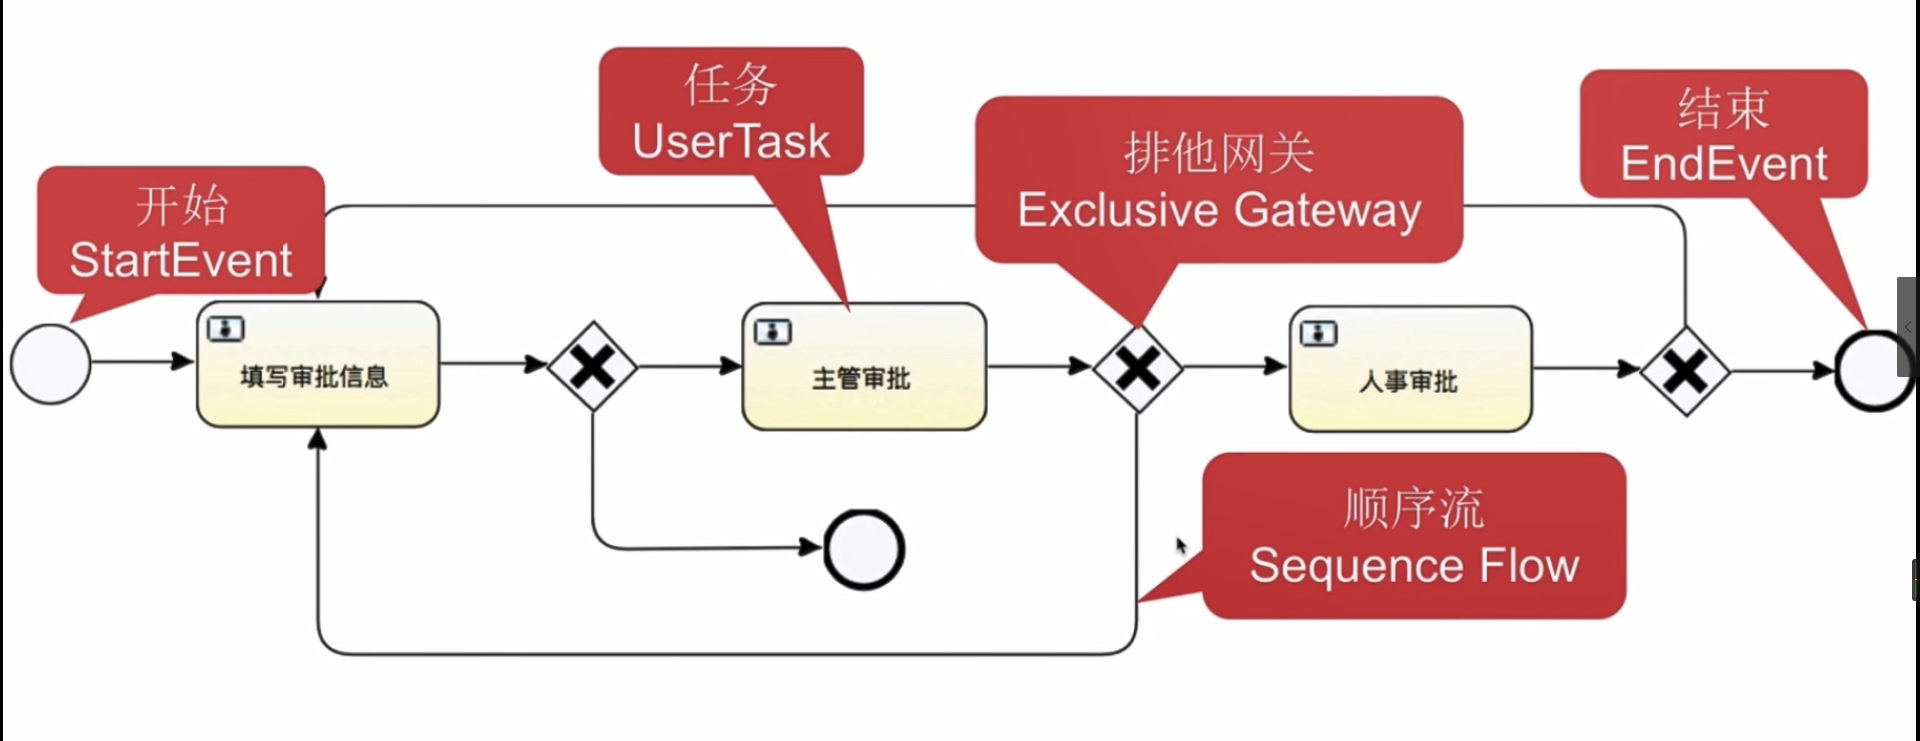 任务
UserTask
结束
EndEvent
排他网关
Exclusive Gateway
开始
StartEvent
填写审批信息
主管审批
人事审批
顺序流
Sequence Flow